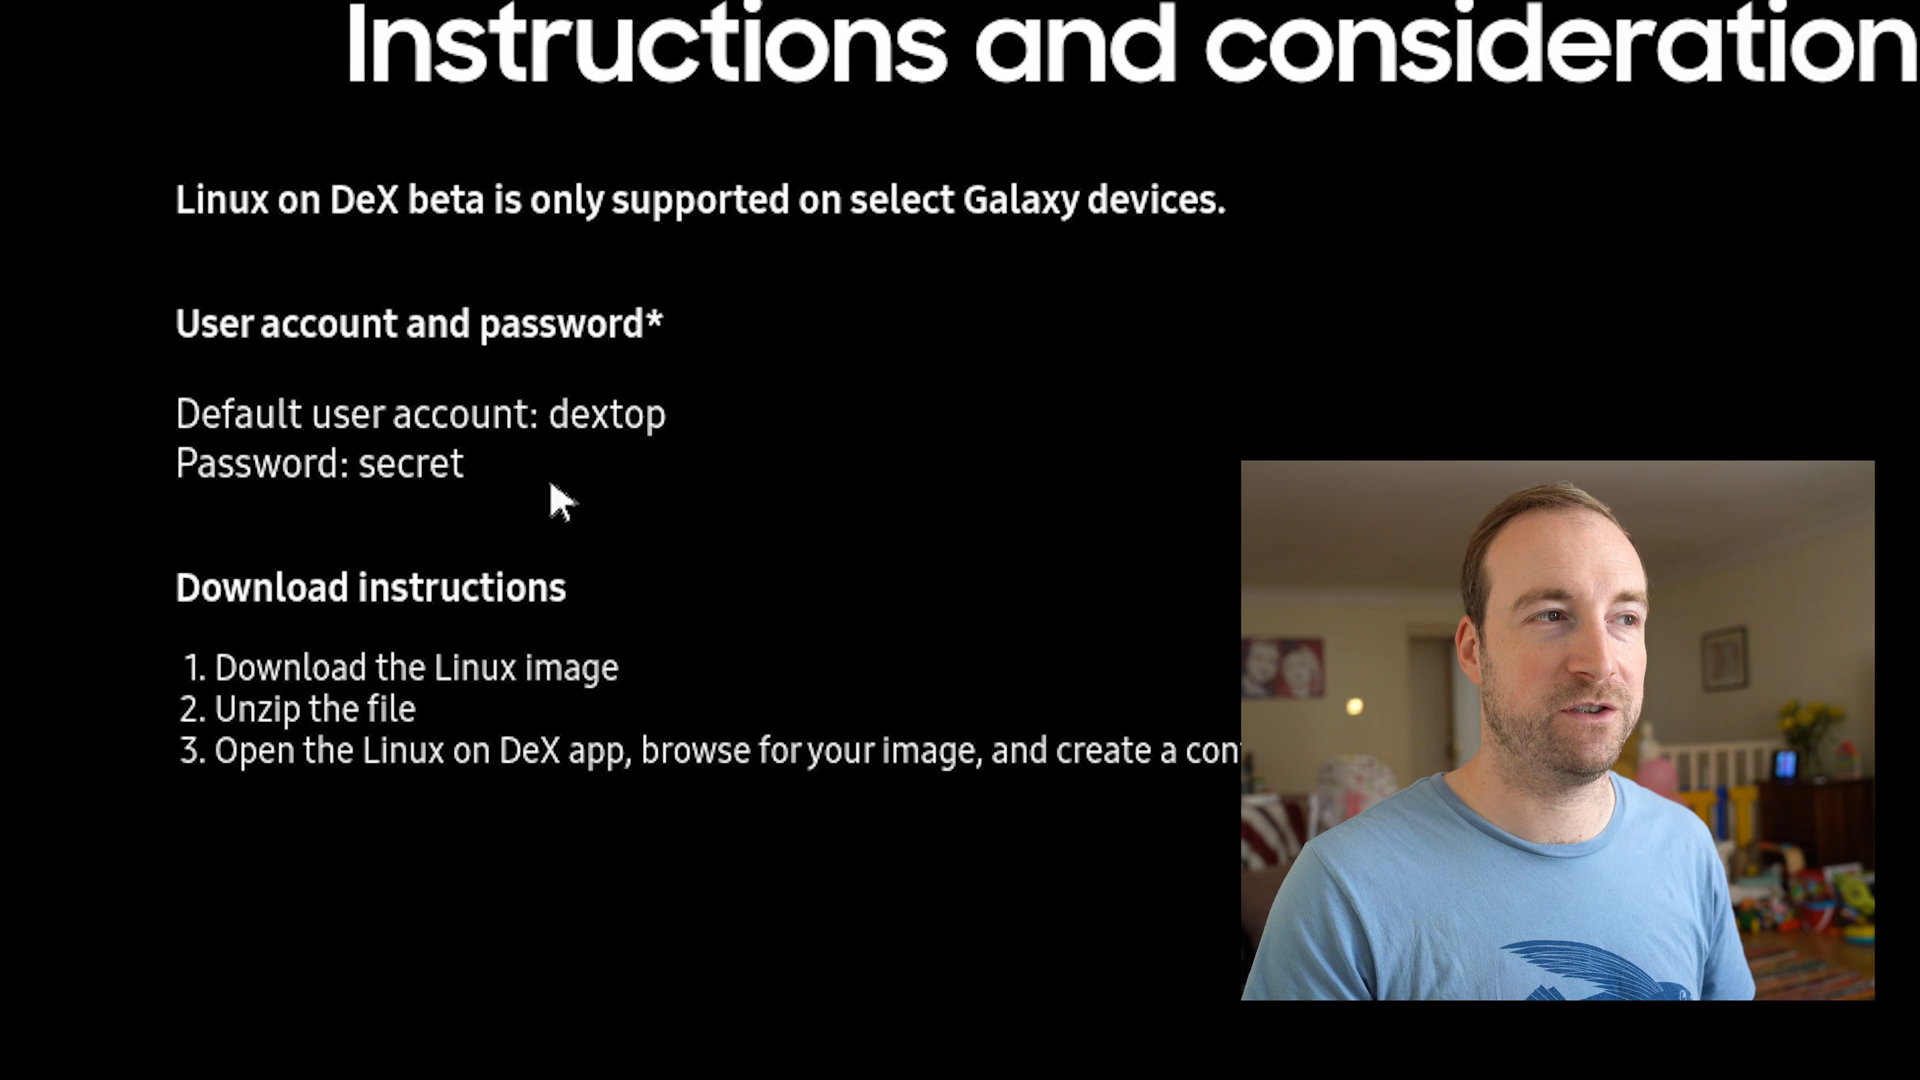 Instructions and consideration
Linux on DeX beta is only supported on select Galaxy devices.
User account and password*
Default user account: dextop
Password: secret
Download instructions
1. Download the Linux image
2. Unzip the file
3. Open the Linux on DeX app, browse for your image, and create a